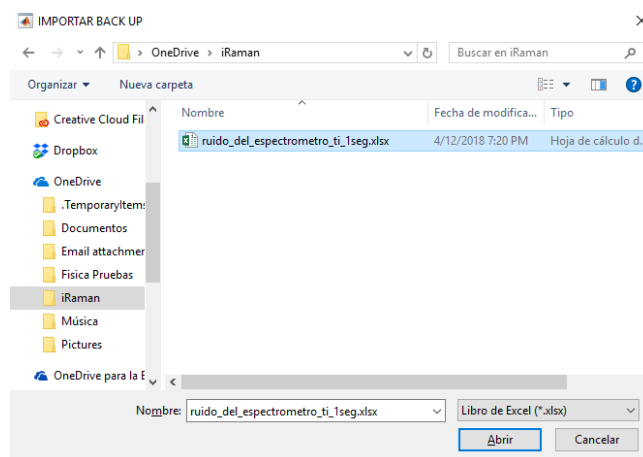 IMPORTAR BACK UP
OneDrive > iRaman
Buscar en iRaman
Organizar
Nueva carpeta
Nombre
Fecha de modifica...
Tipo
Creative Cloud Fil
ruido_del_espectrometro_ti_1seg.xlsx
4/12/2018 7:20 PM
Hoja de cálculo d.
Dropbox
OneDrive
.TemporaryItems
Documentos
Email attachmer
Fisica Pruebas
iRaman
Música
Pictures
OneDrive para la E
Nombre: ruido_del_espectrometro_ti_1seg.xlsx
Libro de Excel (*.xlsx)
Abrir
Cancelar